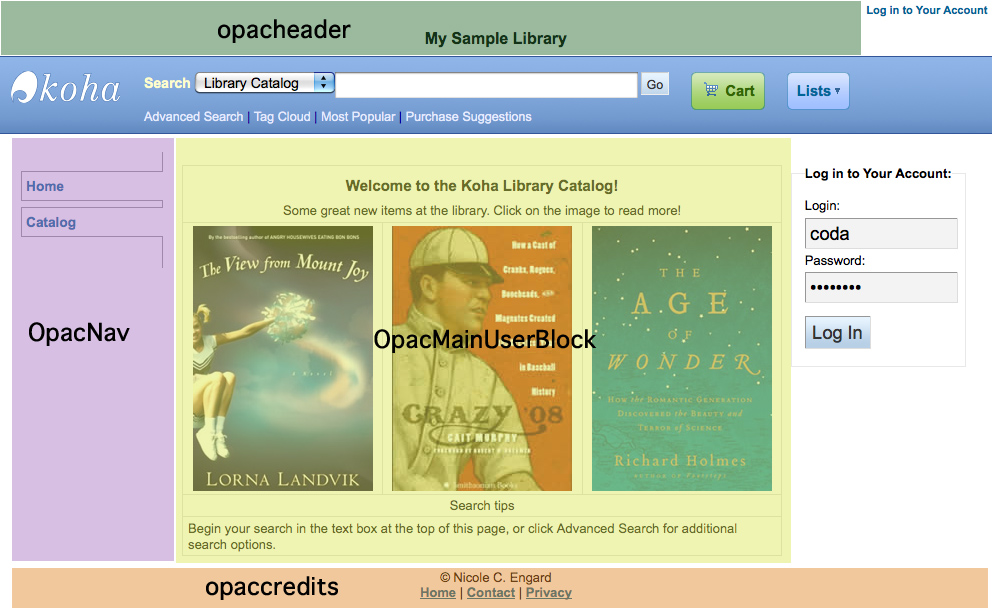 opacheader
My Sample Library
Log in to Your Account
koha
Search Library Catalog Go Cart Lists
Advanced Search | Tag Cloud | Most Popular | Purchase Suggestions
Home
Catalog
OpacNav
Welcome to the Koha Library Catalog!
Some great new items at the library. Click on the image to read more!
By the bestselling author of ANGRY HOUSEWIVES EATING BON BONS
The View from Mount Joy
a Novel
LORNA LANDVIK
How a Cast of
Cranks, Rogues,
Boneheads, and
Magnates Created
in Baseball
History
CRAZY '08
CAIT MURPHY
Smithsonian Books
OpacMainUserBlock
THE
AGE
OF
WONDER
HOW the ROMANTIC GENERATION
DISCOVERED the BEAUTY and
TERROR of SCIENCE
Richard Holmes
AUTHOR OF Footsteps
Search tips
Begin your search in the text box at the top of this page, or click Advanced Search for additional
search options.
Log in to Your Account:
Login:
coda
Password:
••••••••
Log In
opaccredits
© Nicole C. Engard
Home | Contact | Privacy